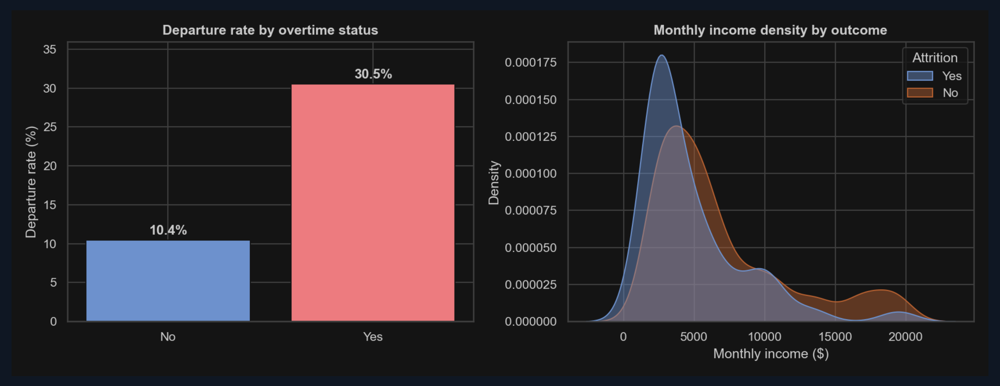 Departure rate by overtime status
35
30
25
20
15
10
5
0
Departure rate (%)
10.4%
30.5%
No
Yes
Monthly income density by outcome
0.000175
0.000150
0.000125
0.000100
0.000075
0.000050
0.000025
0.000000
Density
Attrition
Yes
No
0
5000
10000
15000
20000
Monthly income ($)